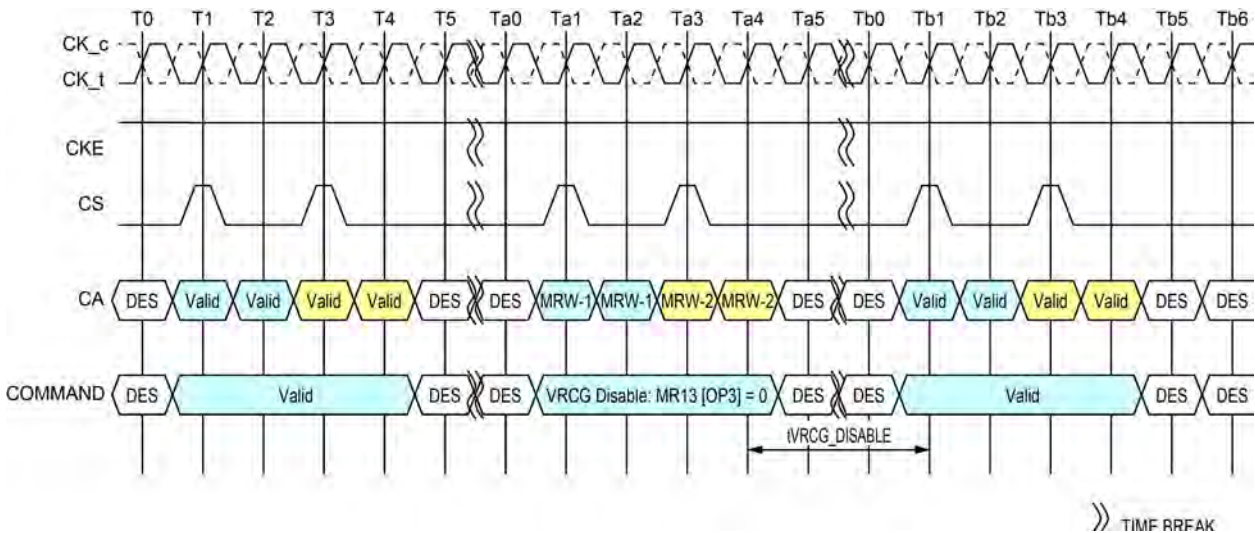 T0 T1 T2 T3 T4 T5 Ta0 Ta1 Ta2 Ta3 Ta4 Ta5 Tb0 Tb1 Tb2 Tb3 Tb4 Tb5 Tb6
CK_c
CK_t
CKE
CS
CA DES Valid Valid Valid Valid DES DES MRW-1 MRW-1 MRW-2 MRW-2 DES DES Valid Valid Valid Valid DES DES
COMMAND DES Valid DES DES VRCG Disable: MR13 [OP3] = 0 DES DES Valid DES DES
tVRCG_DISABLE
TIME BREAK